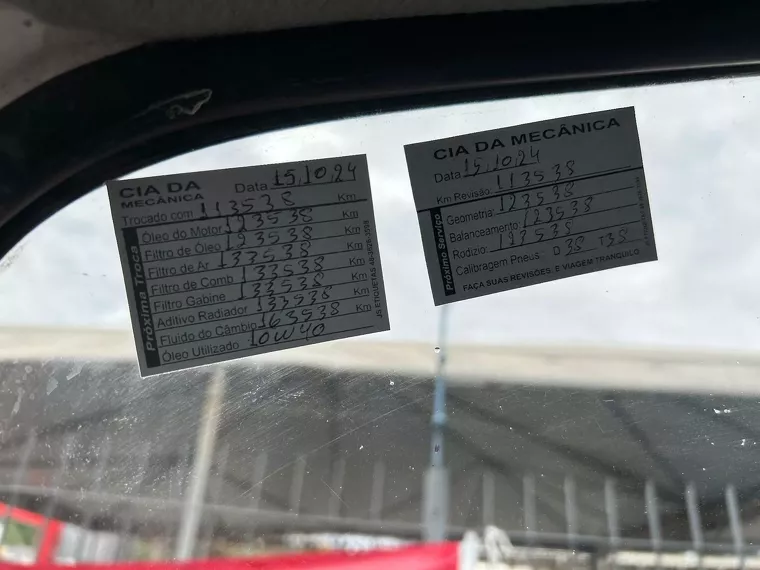 CIA DA
MECÂNICA
Data 15,10,24
Trocado com 113538 Km
Próxima Troca
Óleo do Motor 123538 Km
Filtro de Óleo 123538 Km
Filtro de Ar 133538 Km
Filtro de Comb 133538 Km
Filtro Gabine 133538 Km
Aditivo Radiador 133538 Km
Fluido do Câmbio 163538 Km
Óleo Utilizado 10W40
CIA DA MECÂNICA
Data 15,10,24
Km Revisão: 113538
Próximo Serviço
Geometria: 123538
Balanceamento: 123538
Rodizio: 123538
Calibragem Pneus: D 38 T 38
FAÇA SUAS REVISÕES, E VIAGEM TRANQUILO